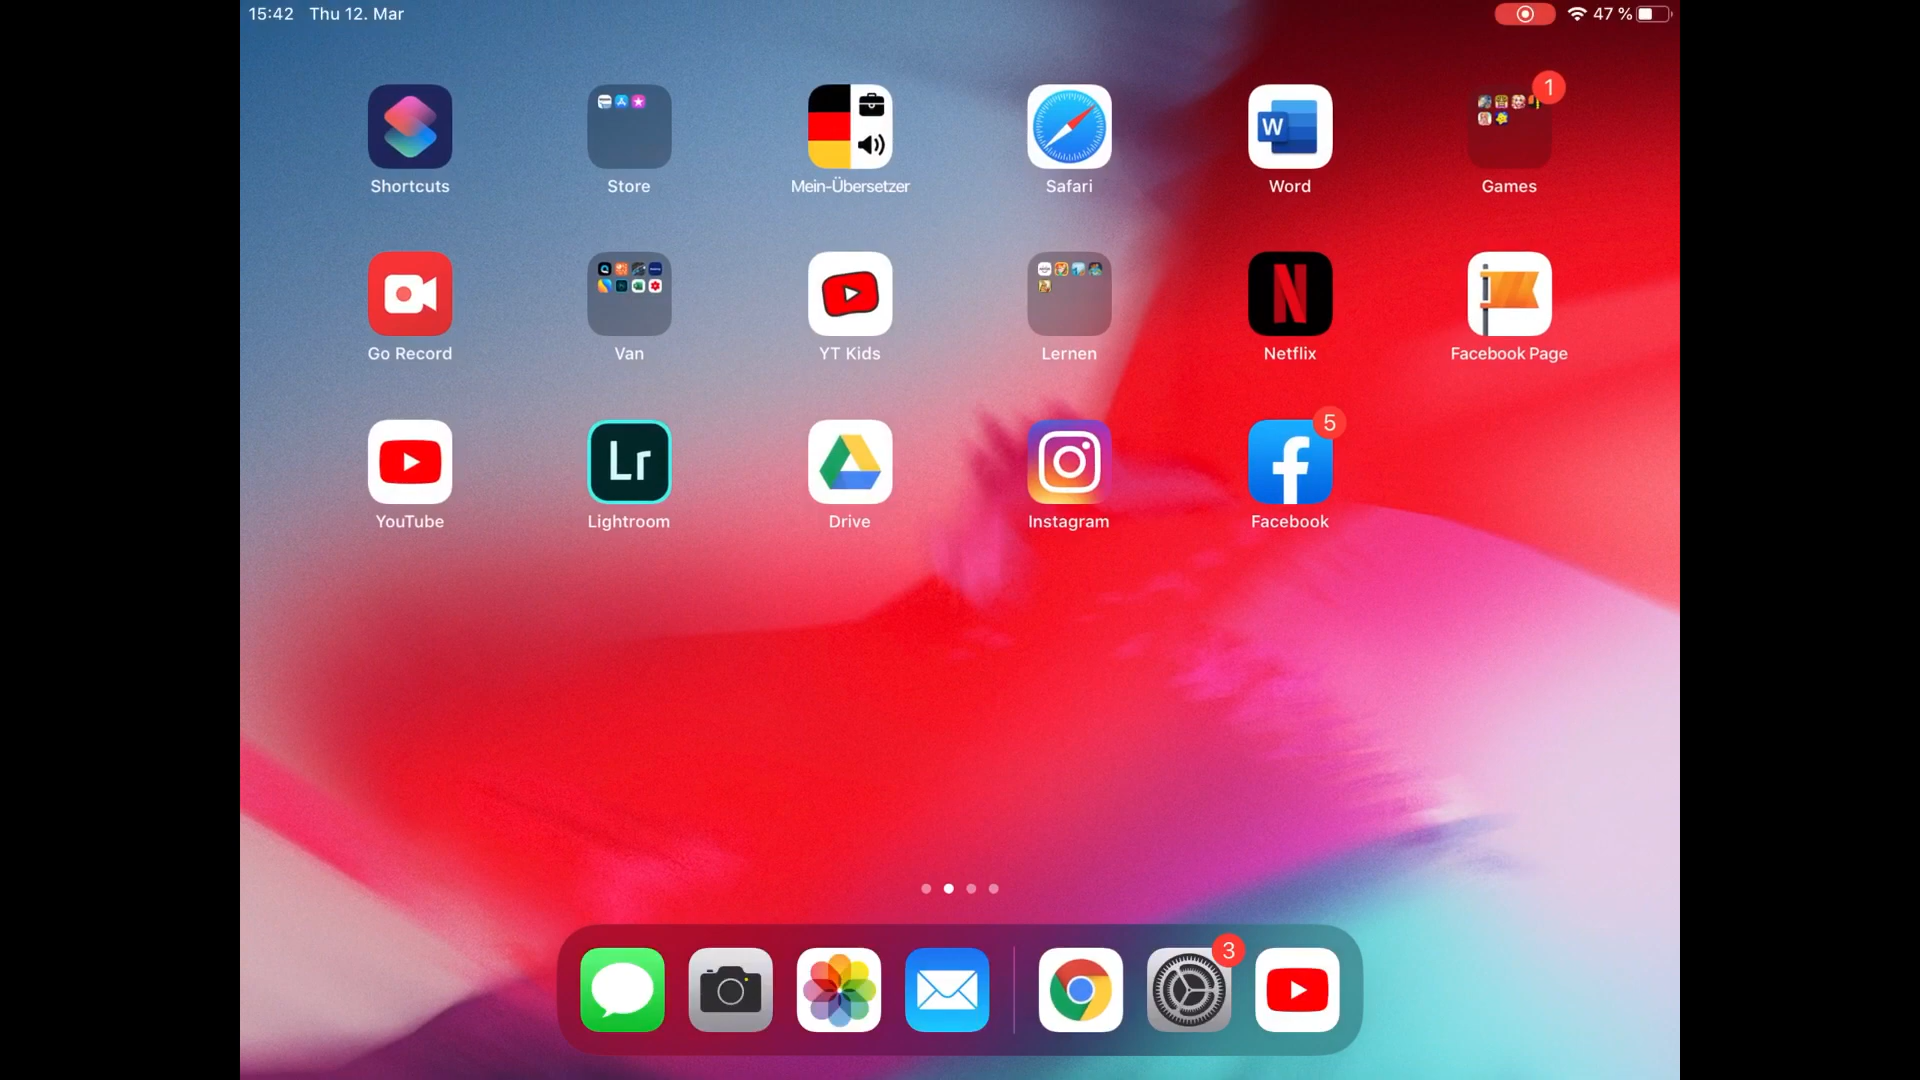 15:42 Thu 12. Mar 47 %
1
Shortcuts Store Mein-Übersetzer Safari Word Games
W
Go Record Van YT Kids Lernen Netflix Facebook Page
5
Lr
YouTube Lightroom Drive Instagram Facebook
3